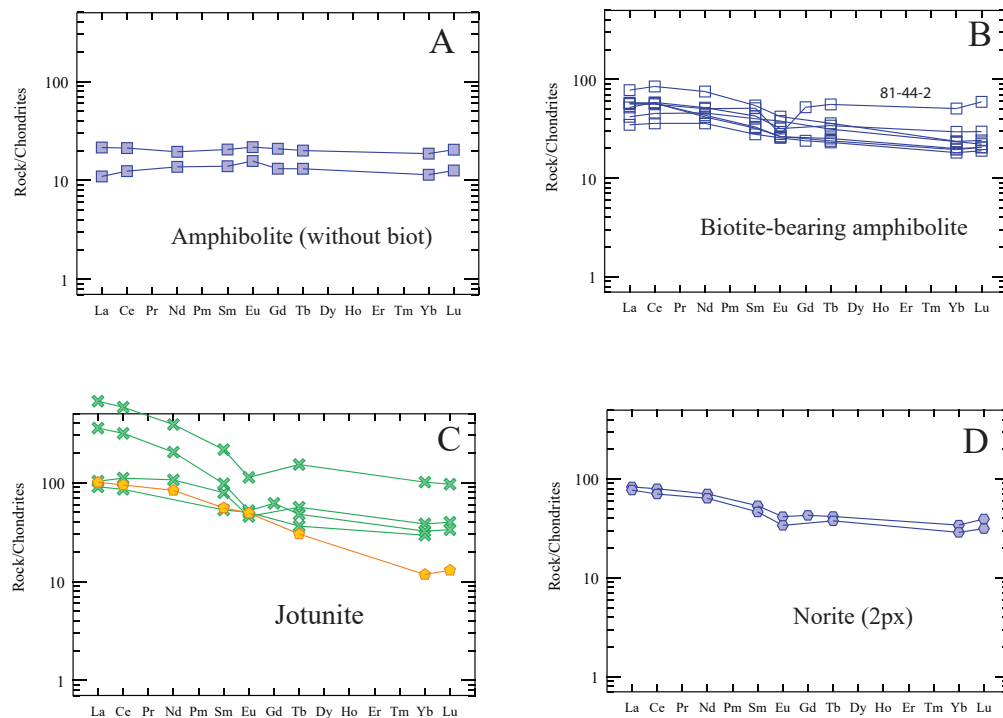 A
100
10
1
Rock/Chondrites
Amphibolite (without biot)
La Ce Pr Nd Pm Sm Eu Gd Tb Dy Ho Er Tm Yb Lu
B
100
10
1
Rock/Chondrites
81-44-2
Biotite-bearing amphibolite
La Ce Pr Nd Pm Sm Eu Gd Tb Dy Ho Er Tm Yb Lu
C
100
10
1
Rock/Chondrites
Jotunite
La Ce Pr Nd Pm Sm Eu Gd Tb Dy Ho Er Tm Yb Lu
D
100
10
1
Rock/Chondrites
Norite (2px)
La Ce Pr Nd Pm Sm Eu Gd Tb Dy Ho Er Tm Yb Lu